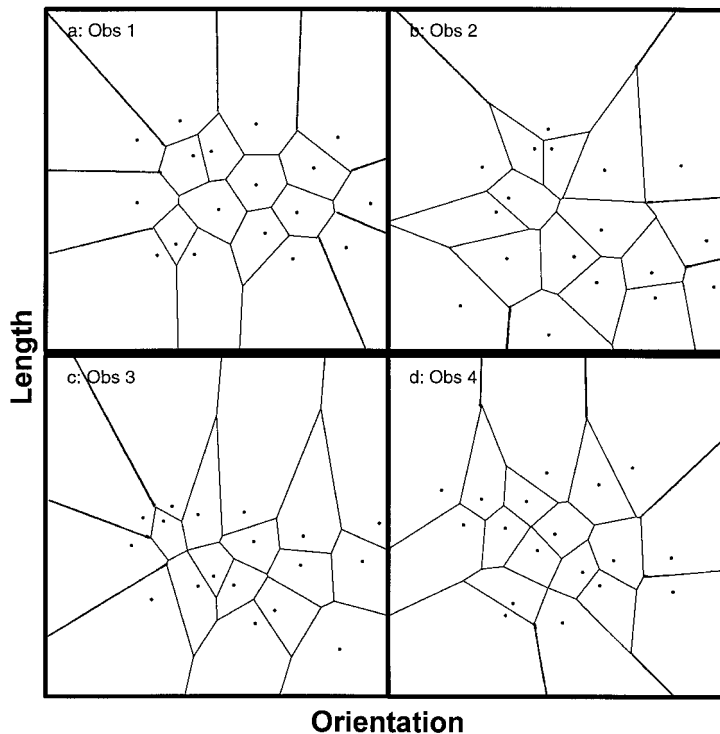 a: Obs 1
b: Obs 2
c: Obs 3
d: Obs 4
Length
Orientation